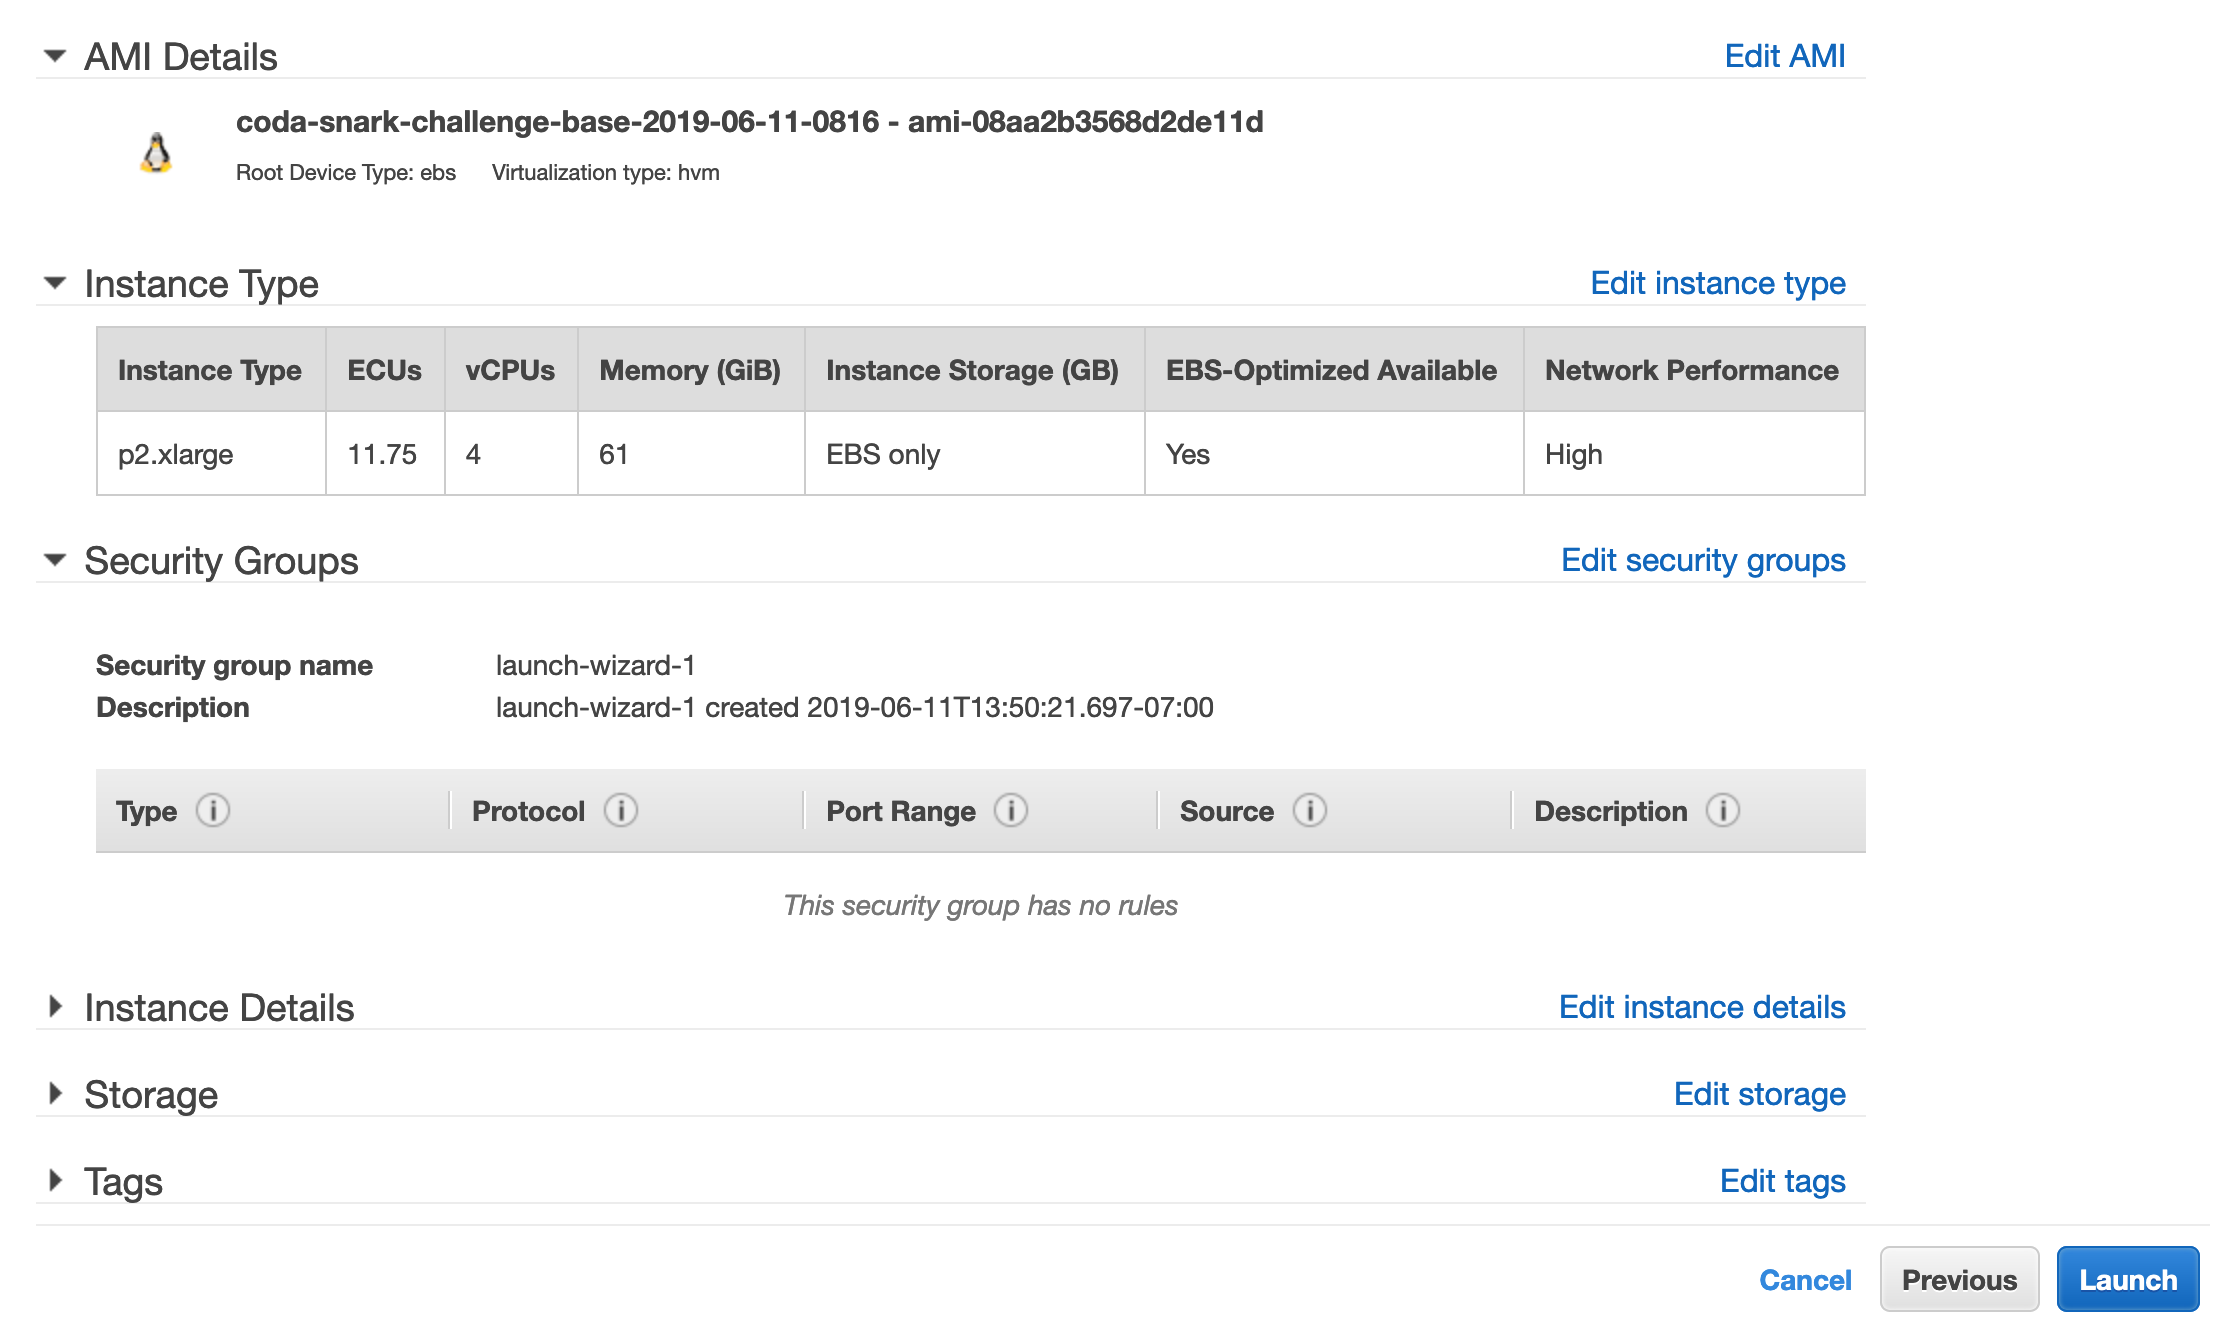 AMI Details Edit AMI
coda-snark-challenge-base-2019-06-11-0816 - ami-08aa2b3568d2de11d
Root Device Type: ebs Virtualization type: hvm
Instance Type Edit instance type
Instance Type ECUs vCPUs Memory (GiB) Instance Storage (GB) EBS-Optimized Available Network Performance
p2.xlarge 11.75 4 61 EBS only Yes High
Security Groups Edit security groups
Security group name launch-wizard-1
Description launch-wizard-1 created 2019-06-11T13:50:21.697-07:00
Type Protocol Port Range Source Description
This security group has no rules
Instance Details Edit instance details
Storage Edit storage
Tags Edit tags
Cancel Previous Launch